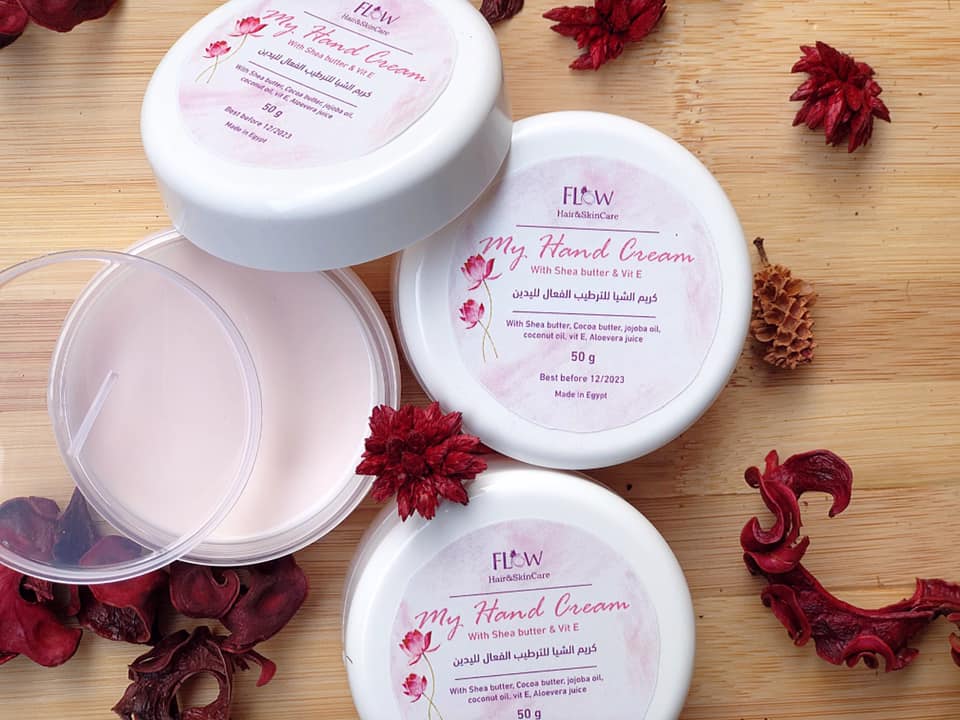 FLOW
Hair&SkinCare
My Hand Cream
With Shea butter & Vit E
كريم الشيا للترطيب الفعال لليدين
With Shea butter, Cocoa butter, jojoba oil,
coconut oil, vit E, Aloevera juice
50 g
Best before 12/2023
Made in Egypt
FLOW
Hair&SkinCare
My Hand Cream
With Shea butter & Vit E
كريم الشيا للترطيب الفعال لليدين
With Shea butter, Cocoa butter, jojoba oil,
coconut oil, vit E, Aloevera juice
50 g
Best before 12/2023
Made in Egypt
FLOW
Hair&SkinCare
My Hand Cream
With Shea butter & Vit E
كريم الشيا للترطيب الفعال لليدين
With Shea butter, Cocoa butter, jojoba oil,
coconut oil, vit E, Aloevera juice
50 g